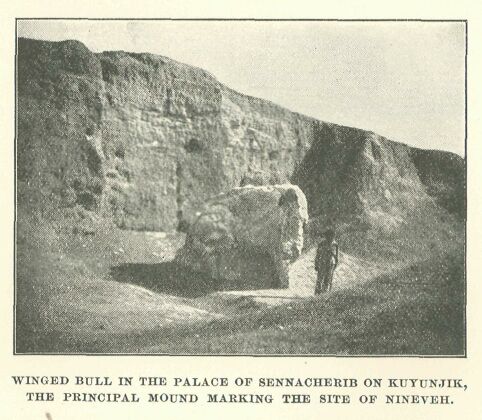 WINGED BULL IN THE PALACE OF SENNACHERIB ON KUYUNJIK,
THE PRINCIPAL MOUND MARKING THE SITE OF NINEVEH.